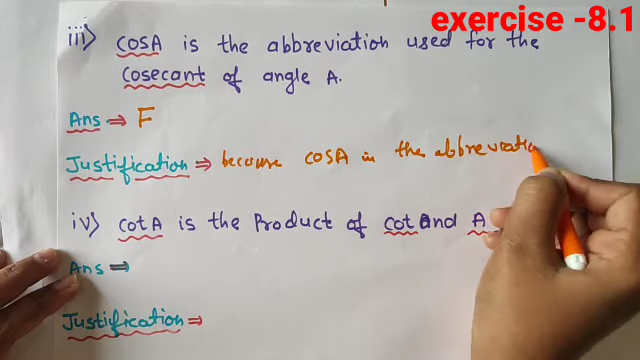 exercise -8.1
iii) cosA is the abbreviation used for the
cosecant of angle A.
Ans ⇒ F
Justification ⇒ because cosA is the abbreviatio
iv) cotA is the Product of cot and A
Ans ⇒
Justification ⇒